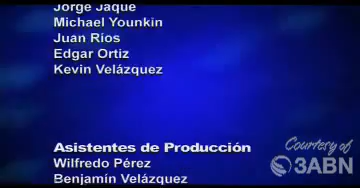 Jorge Jaque
Michael Younkin
Juan Rios
Edgar Ortiz
Kevin Velázquez
Asistentes de Producción
Wilfredo Pérez
Benjamín Velázquez
Courtesy of
3ABN